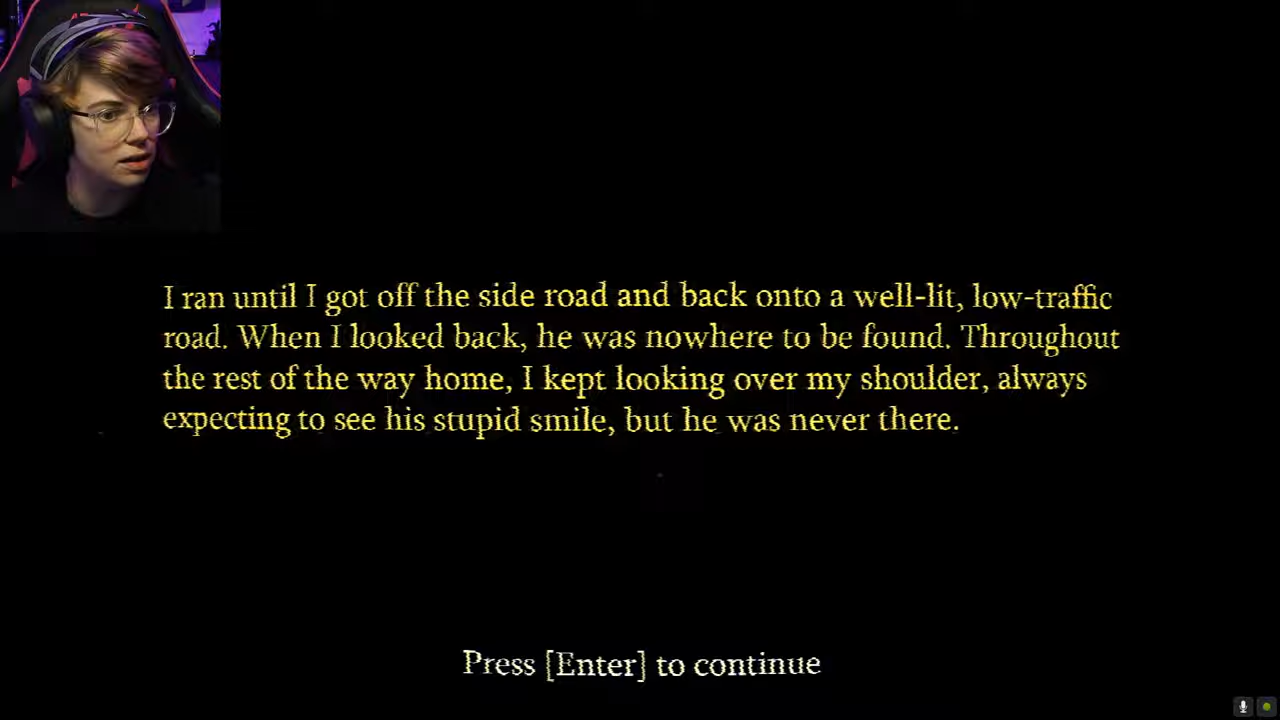 I ran until I got off the side road and back onto a well-lit, low-traffic
road. When I looked back, he was nowhere to be found. Throughout
the rest of the way home, I kept looking over my shoulder, always
expecting to see his stupid smile, but he was never there.
Press [Enter] to continue